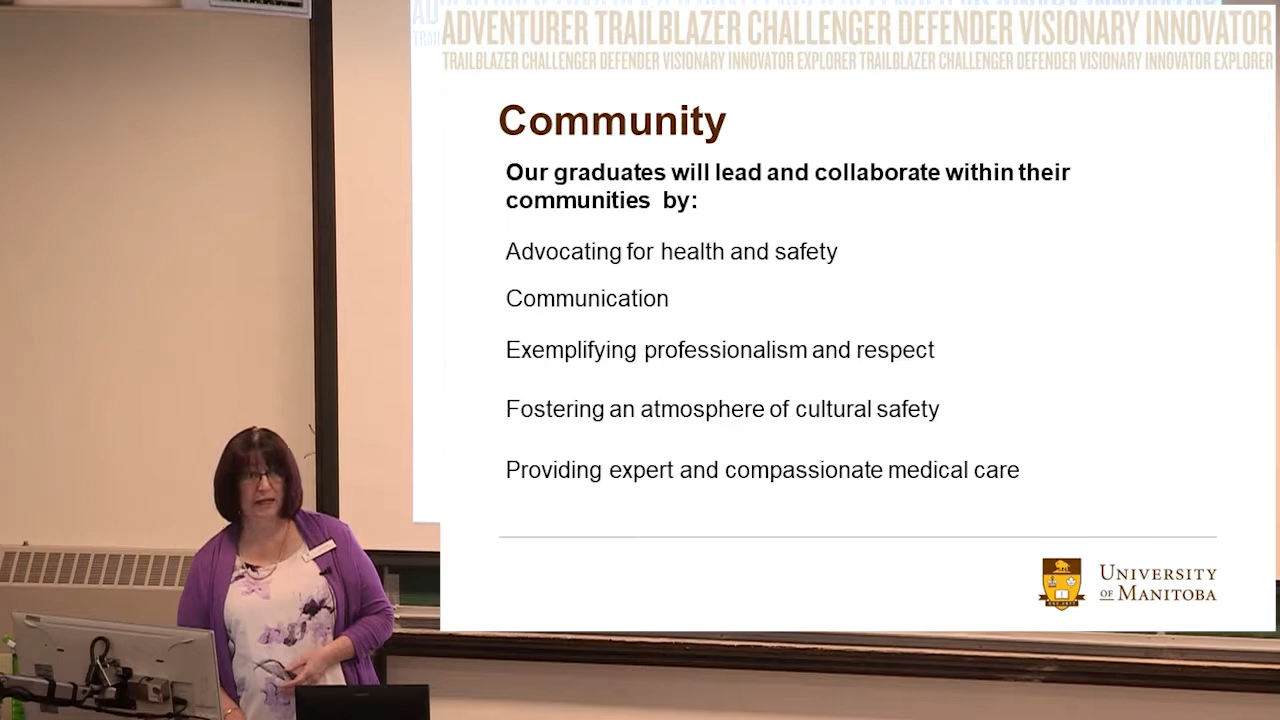 ADVENTURER TRAILBLAZER CHALLENGER DEFENDER VISIONARY INNOVATOR
TRAILBLAZER CHALLENGER DEFENDER VISIONARY INNOVATOR EXPLORER TRAILBLAZER CHALLENGER DEFENDER VISIONARY INNOVATOR EXPLORER
Community
Our graduates will lead and collaborate within their
communities by:
Advocating for health and safety
Communication
Exemplifying professionalism and respect
Fostering an atmosphere of cultural safety
Providing expert and compassionate medical care
UNIVERSITY
OF MANITOBA